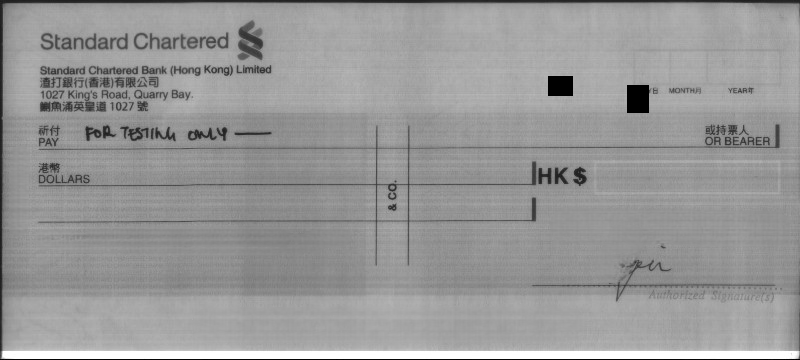 Standard Chartered
Standard Chartered Bank (Hong Kong) Limited
渣打銀行(香港)有限公司
1027 King's Road, Quarry Bay.
鰂魚涌英皇道 1027 號
日 MONTH月 YEAR年
祈付 FOR TESTING ONLY 或持票人
PAY OR BEARER
港幣
DOLLARS
HK $
& CO.
Authorized Signature(s)